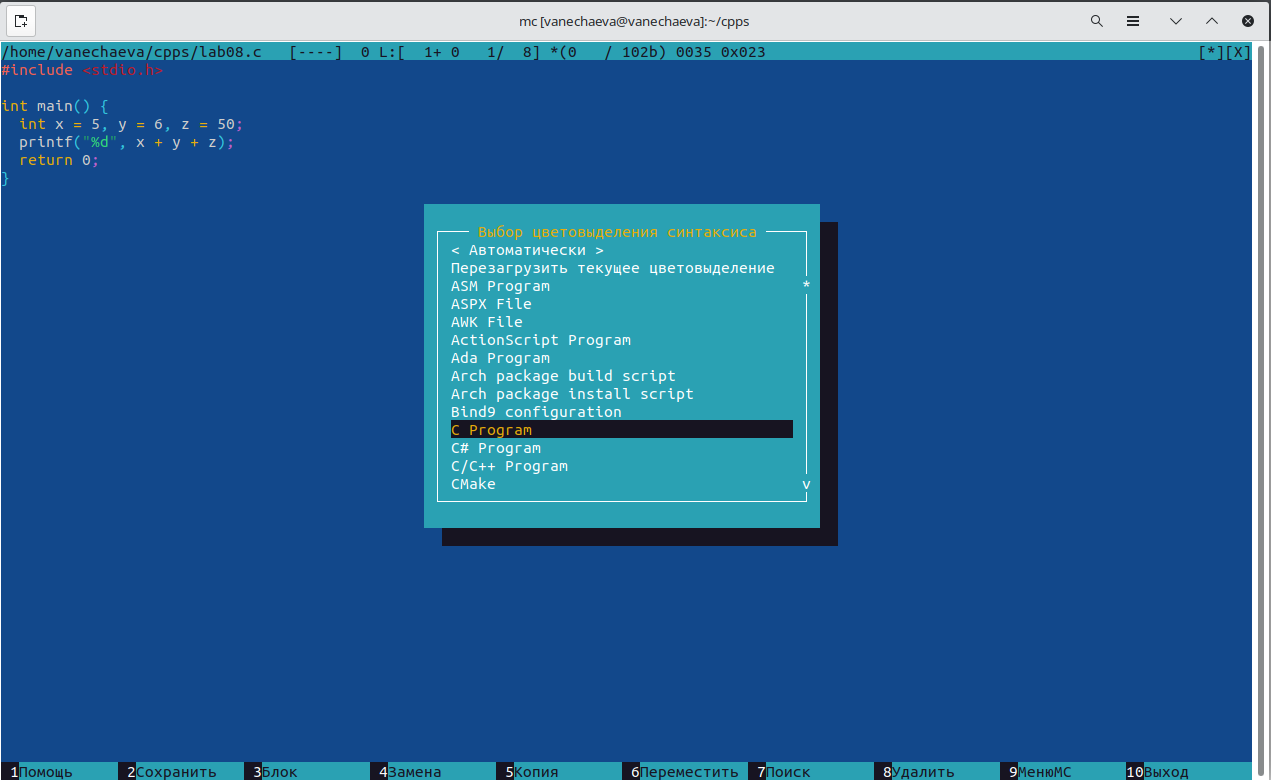 mc [vanechaeva@vanechaeva]:~/cpps
/home/vanechaeva/cpps/lab08.c   [----]  0 L:[  1+ 0   1/  8] *(0   / 102b) 0035 0x023                                                [*][X]
#include <stdio.h>
int main() {
  int x = 5, y = 6, z = 50;
  printf("%d", x + y + z);
  return 0;
}
Выбор цветовыделения синтаксиса
< Автоматически >
Перезагрузить текущее цветовыделение
ASM Program
ASPX File
AWK File
ActionScript Program
Ada Program
Arch package build script
Arch package install script
Bind9 configuration
C Program
C# Program
C/C++ Program
CMake
1Помощь 2Сохранить 3Блок 4Замена 5Копия 6Переместить 7Поиск 8Удалить 9МенюMC 10Выход